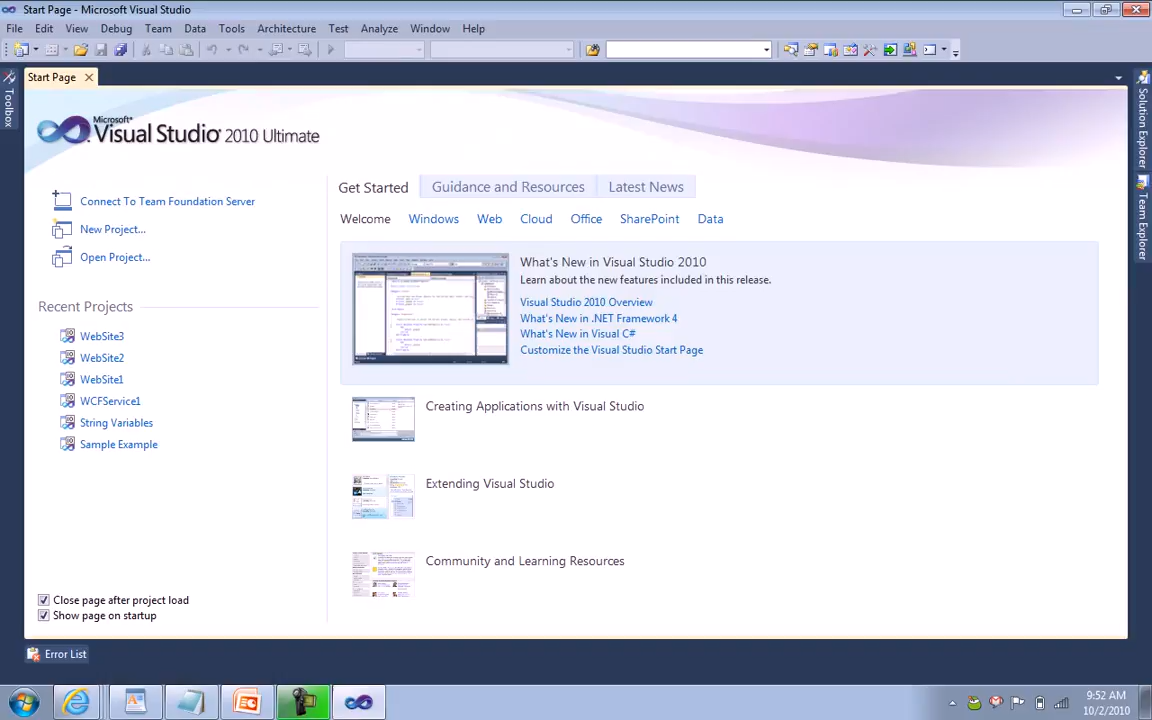 Start Page - Microsoft Visual Studio
File Edit View Debug Team Data Tools Architecture Test Analyze Window Help
Start Page
Toolbox
Solution Explorer
Team Explorer
Microsoft®
Visual Studio® 2010 Ultimate
Connect To Team Foundation Server
New Project...
Open Project...
Recent Projects
WebSite3
WebSite2
WebSite1
WCFService1
String Variables
Sample Example
Close page after project load
Show page on startup
Get Started Guidance and Resources Latest News
Welcome Windows Web Cloud Office SharePoint Data
What's New in Visual Studio 2010
Learn about the new features included in this release.
Visual Studio 2010 Overview
What's New in .NET Framework 4
What's New in Visual C#
Customize the Visual Studio Start Page
Creating Applications with Visual Studio
Extending Visual Studio
Community and Learning Resources
Error List
9:52 AM
10/2/2010